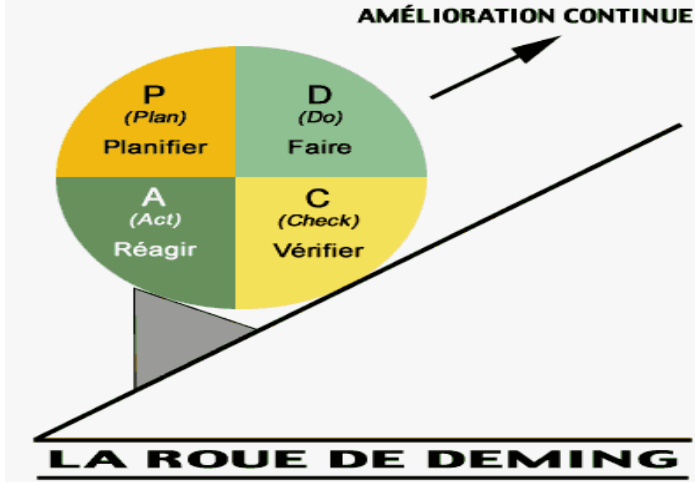 AMÉLIORATION CONTINUE
P
(Plan)
Planifier
D
(Do)
Faire
A
(Act)
Réagir
C
(Check)
Vérifier
LA ROUE DE DEMING